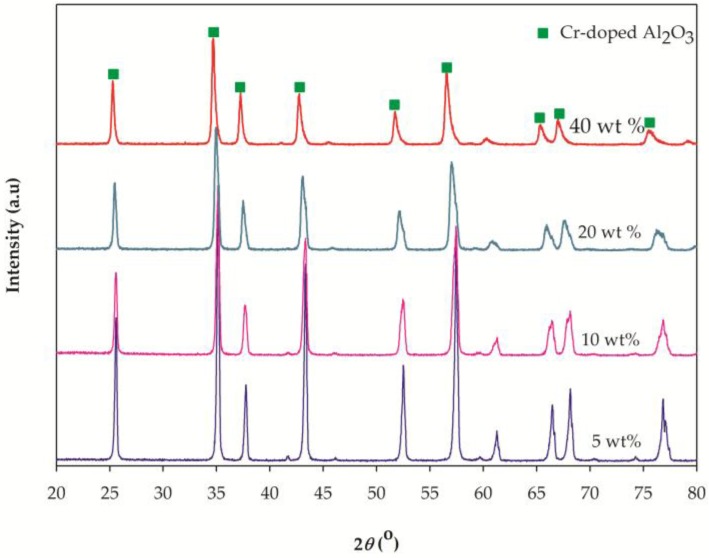 Cr-doped Al₂O₃
40 wt %
20 wt %
10 wt%
5 wt%
Intensity (a.u)
20 25 30 35 40 45 50 55 60 65 70 75 80
2θ (°)